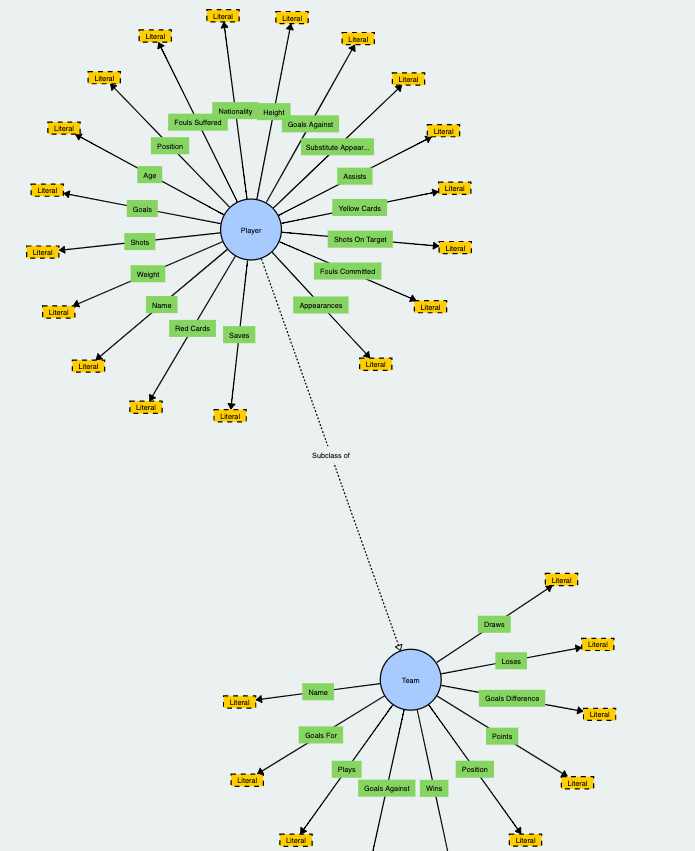 Literal
Literal
Literal
Literal
Literal
Literal
Nationality
Height
Fouls Suffered
Goals Against
Literal
Literal
Position
Substitute Appear...
Age
Assists
Literal
Literal
Goals
Yellow Cards
Player
Shots
Shots On Target
Literal
Literal
Weight
Fouls Committed
Name
Appearances
Literal
Literal
Red Cards
Saves
Literal
Literal
Literal
Literal
Subclass of
Literal
Draws
Literal
Loses
Team
Name
Goals Difference
Literal
Literal
Goals For
Points
Plays
Position
Literal
Literal
Goals Against
Wins
Literal
Literal